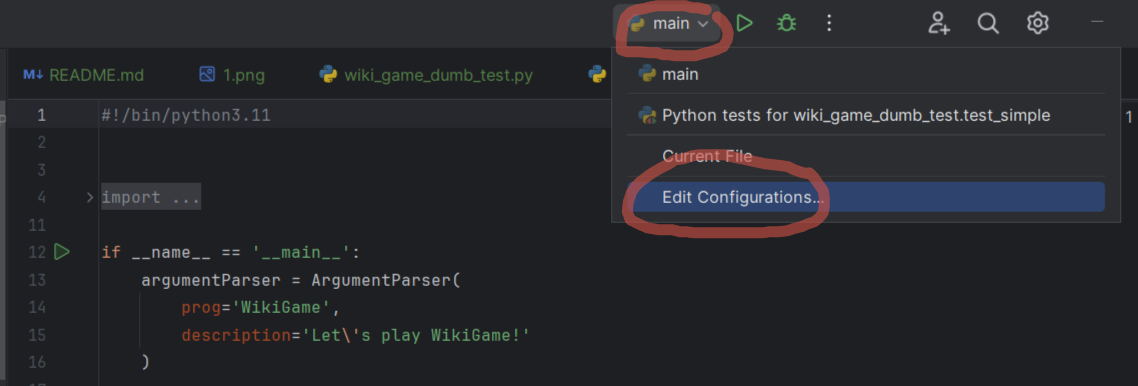 main
README.md
1.png
wiki_game_dumb_test.py
main
Python tests for wiki_game_dumb_test.test_simple
Current File
Edit Configurations...
1
1 #!/bin/python3.11
2
3
4 import ...
11
12 if __name__ == '__main__':
13 argumentParser = ArgumentParser(
14 prog='WikiGame',
15 description='Let\'s play WikiGame!'
16 )